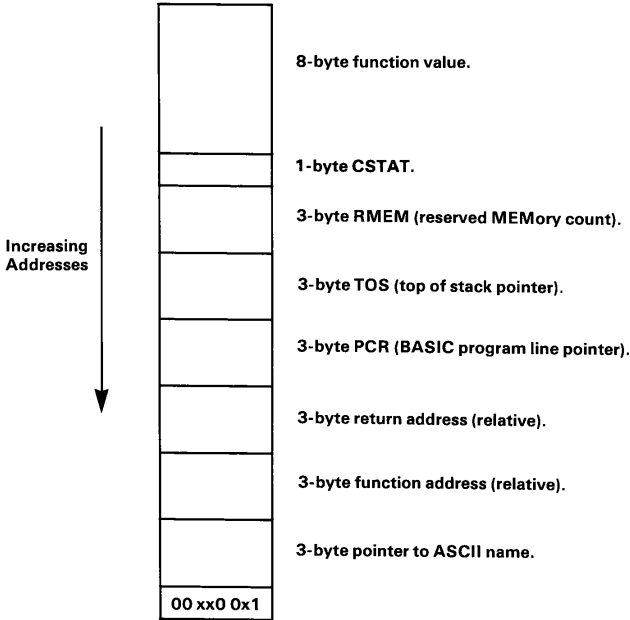 8-byte function value.
1-byte CSTAT.
3-byte RMEM (reserved MEMory count).
Increasing
Addresses
3-byte TOS (top of stack pointer).
3-byte PCR (BASIC program line pointer).
3-byte return address (relative).
3-byte function address (relative).
3-byte pointer to ASCII name.
00 xx0 0x1